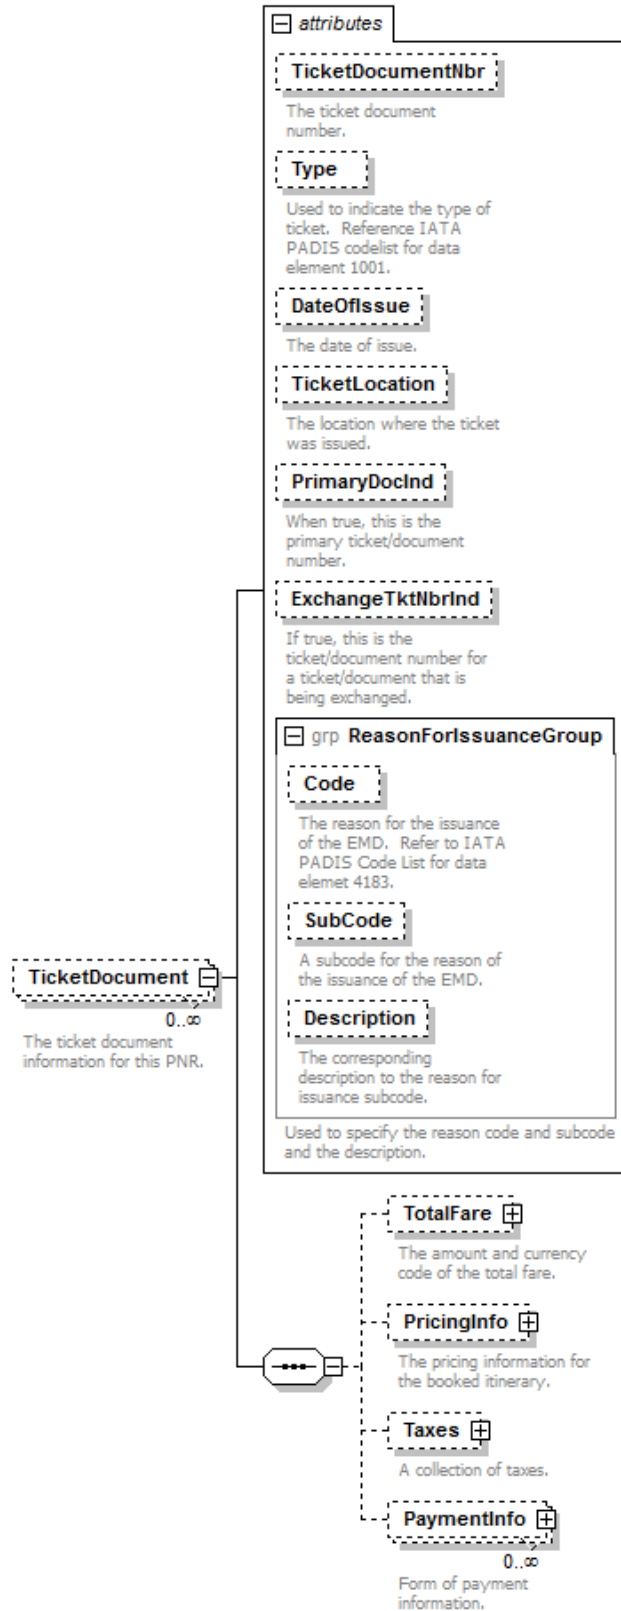 attributes
TicketDocumentNbr
The ticket document
number.
Type
Used to indicate the type of
ticket.  Reference IATA
PADIS codelist for data
element 1001.
DateOfIssue
The date of issue.
TicketLocation
The location where the ticket
was issued.
PrimaryDocInd
When true, this is the
primary ticket/document
number.
ExchangeTktNbrInd
If true, this is the
ticket/document number for
a ticket/document that is
being exchanged.
grp ReasonForIssuanceGroup
Code
The reason for the issuance
of the EMD.  Refer to IATA
PADIS Code List for data
elemet 4183.
SubCode
A subcode for the reason of
the issuance of the EMD.
Description
The corresponding
description to the reason for
issuance subcode.
Used to specify the reason code and subcode
and the description.
TicketDocument
0..∞
The ticket document
information for this PNR.
TotalFare
The amount and currency
code of the total fare.
PricingInfo
The pricing information for
the booked itinerary.
Taxes
A collection of taxes.
PaymentInfo
0..∞
Form of payment
information.